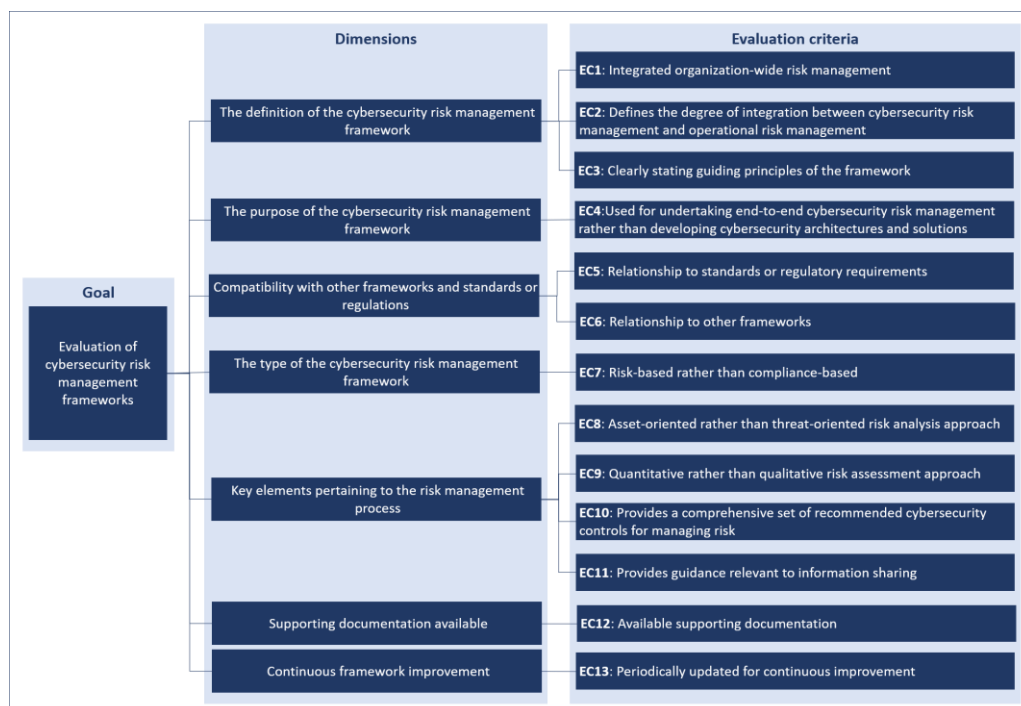 Goal
Evaluation of
cybersecurity risk
management
frameworks
Dimensions
The definition of the cybersecurity risk management
framework
The purpose of the cybersecurity risk management
framework
Compatibility with other frameworks and standards or
regulations
The type of the cybersecurity risk management
framework
Key elements pertaining to the risk management
process
Supporting documentation available
Continuous framework improvement
Evaluation criteria
EC1: Integrated organization-wide risk management
EC2: Defines the degree of integration between cybersecurity risk
management and operational risk management
EC3: Clearly stating guiding principles of the framework
EC4:Used for undertaking end-to-end cybersecurity risk management
rather than developing cybersecurity architectures and solutions
EC5: Relationship to standards or regulatory requirements
EC6: Relationship to other frameworks
EC7: Risk-based rather than compliance-based
EC8: Asset-oriented rather than threat-oriented risk analysis approach
EC9: Quantitative rather than qualitative risk assessment approach
EC10: Provides a comprehensive set of recommended cybersecurity
controls for managing risk
EC11: Provides guidance relevant to information sharing
EC12: Available supporting documentation
EC13: Periodically updated for continuous improvement